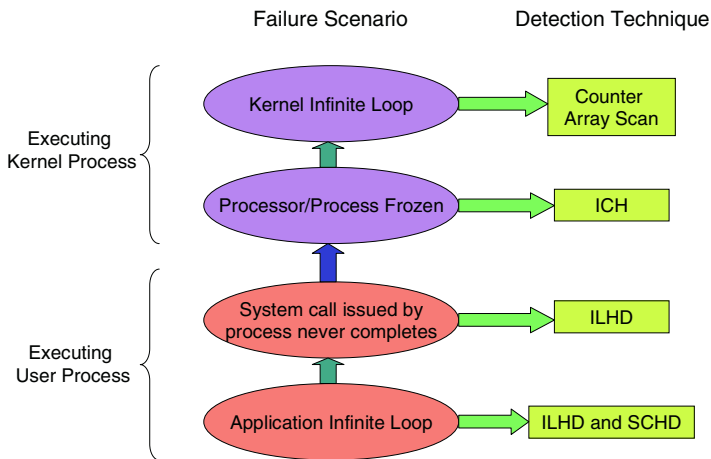 Failure Scenario
Detection Technique
Executing
Kernel Process
Kernel Infinite Loop
Counter
Array Scan
Processor/Process Frozen
ICH
Executing
User Process
System call issued by
process never completes
ILHD
Application Infinite Loop
ILHD and SCHD